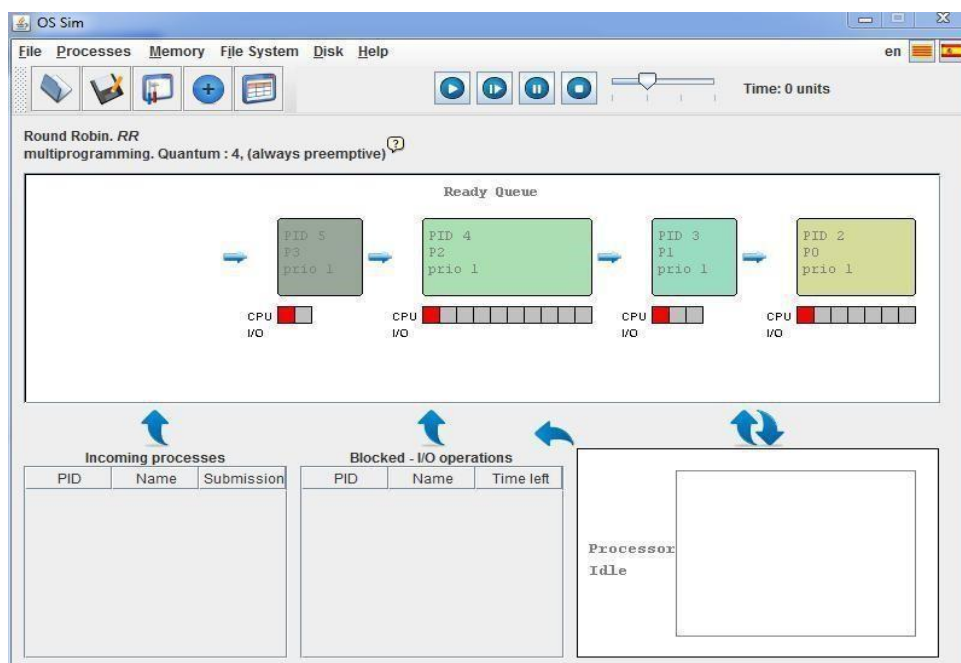 OS Sim
File Processes Memory File System Disk Help
en
Time: 0 units
Round Robin. RR
multiprogramming. Quantum : 4, (always preemptive) ?
Ready Queue
PID 5
P3
prio 1
CPU
I/O
PID 4
P2
prio 1
CPU
I/O
PID 3
P1
prio 1
CPU
I/O
PID 2
P0
prio 1
CPU
I/O
Incoming processes
PID Name Submission
Blocked - I/O operations
PID Name Time left
Processor
Idle